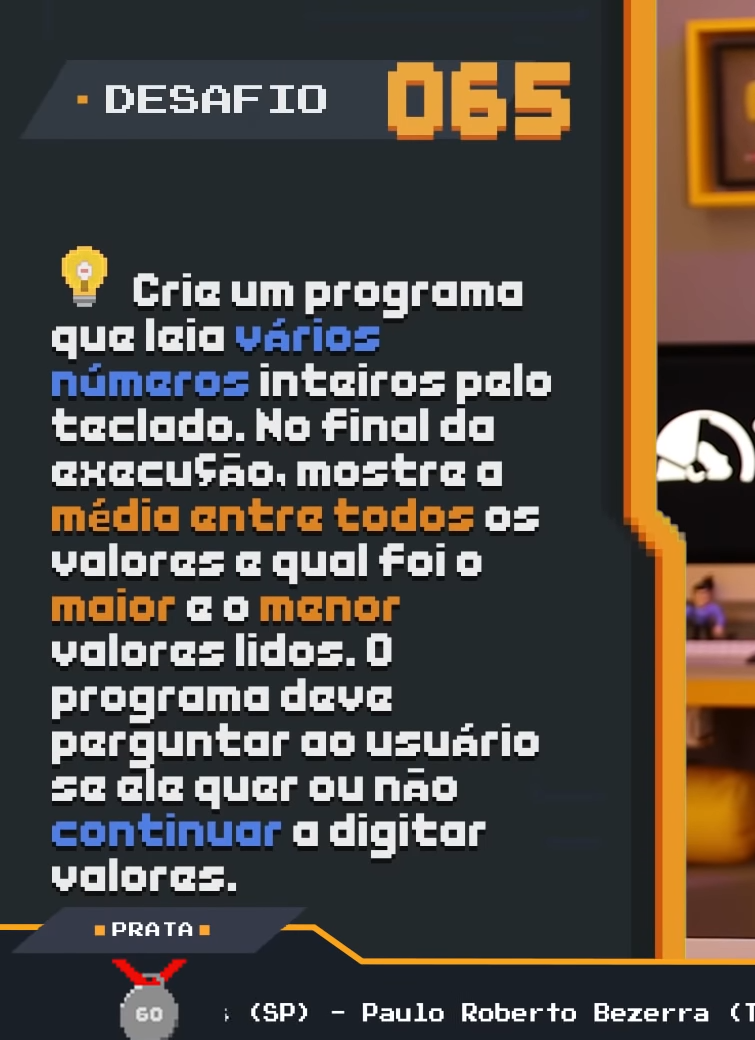 DESAFIO 065
Crie um programa
que leia vários
números inteiros pelo
teclado. No final da
execução, mostre a
média entre todos os
valores e qual foi o
maior e o menor
valores lidos. O
programa deve
perguntar ao usuário
se ele quer ou não
continuar a digitar
valores.
PRATA
60
(SP) - Paulo Roberto Bezerra (